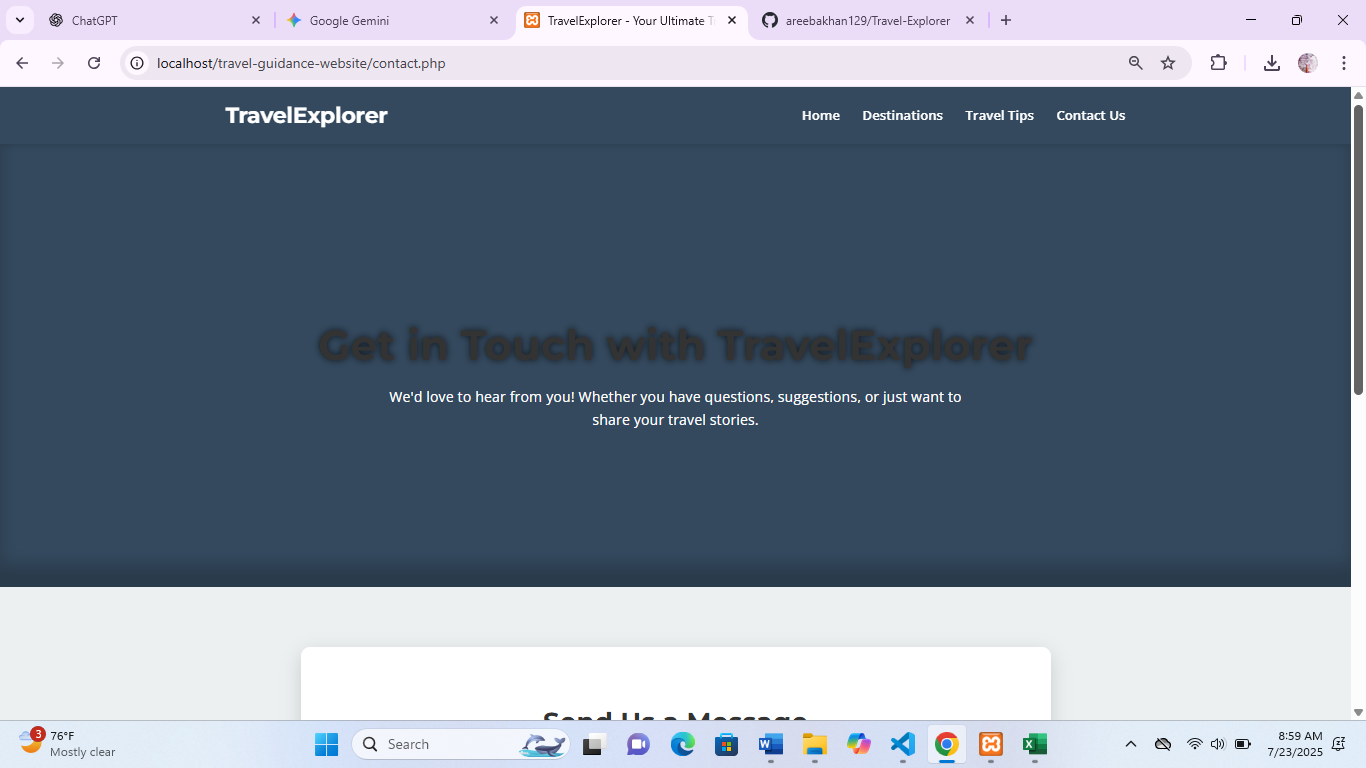 ChatGPT
Google Gemini
TravelExplorer - Your Ultimate T
areebakhan129/Travel-Explorer
localhost/travel-guidance-website/contact.php
TravelExplorer
Home
Destinations
Travel Tips
Contact Us
Get in Touch with TravelExplorer
We'd love to hear from you! Whether you have questions, suggestions, or just want to
share your travel stories.
Send Us a Message
3
76°F
Mostly clear
Search
8:59 AM
7/23/2025